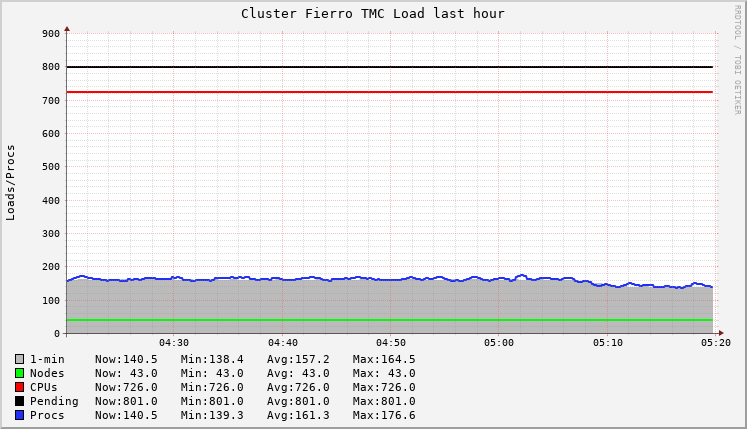 Cluster Fierro TMC Load last hour
RRDTOOL / TOBI OETIKER
Loads/Procs
900
800
700
600
500
400
300
200
100
0
04:30 04:40 04:50 05:00 05:10 05:20
1-min Now:140.5 Min:138.4 Avg:157.2 Max:164.5
Nodes Now: 43.0 Min: 43.0 Avg: 43.0 Max: 43.0
CPUs Now:726.0 Min:726.0 Avg:726.0 Max:726.0
Pending Now:801.0 Min:801.0 Avg:801.0 Max:801.0
Procs Now:140.5 Min:139.3 Avg:161.3 Max:176.6